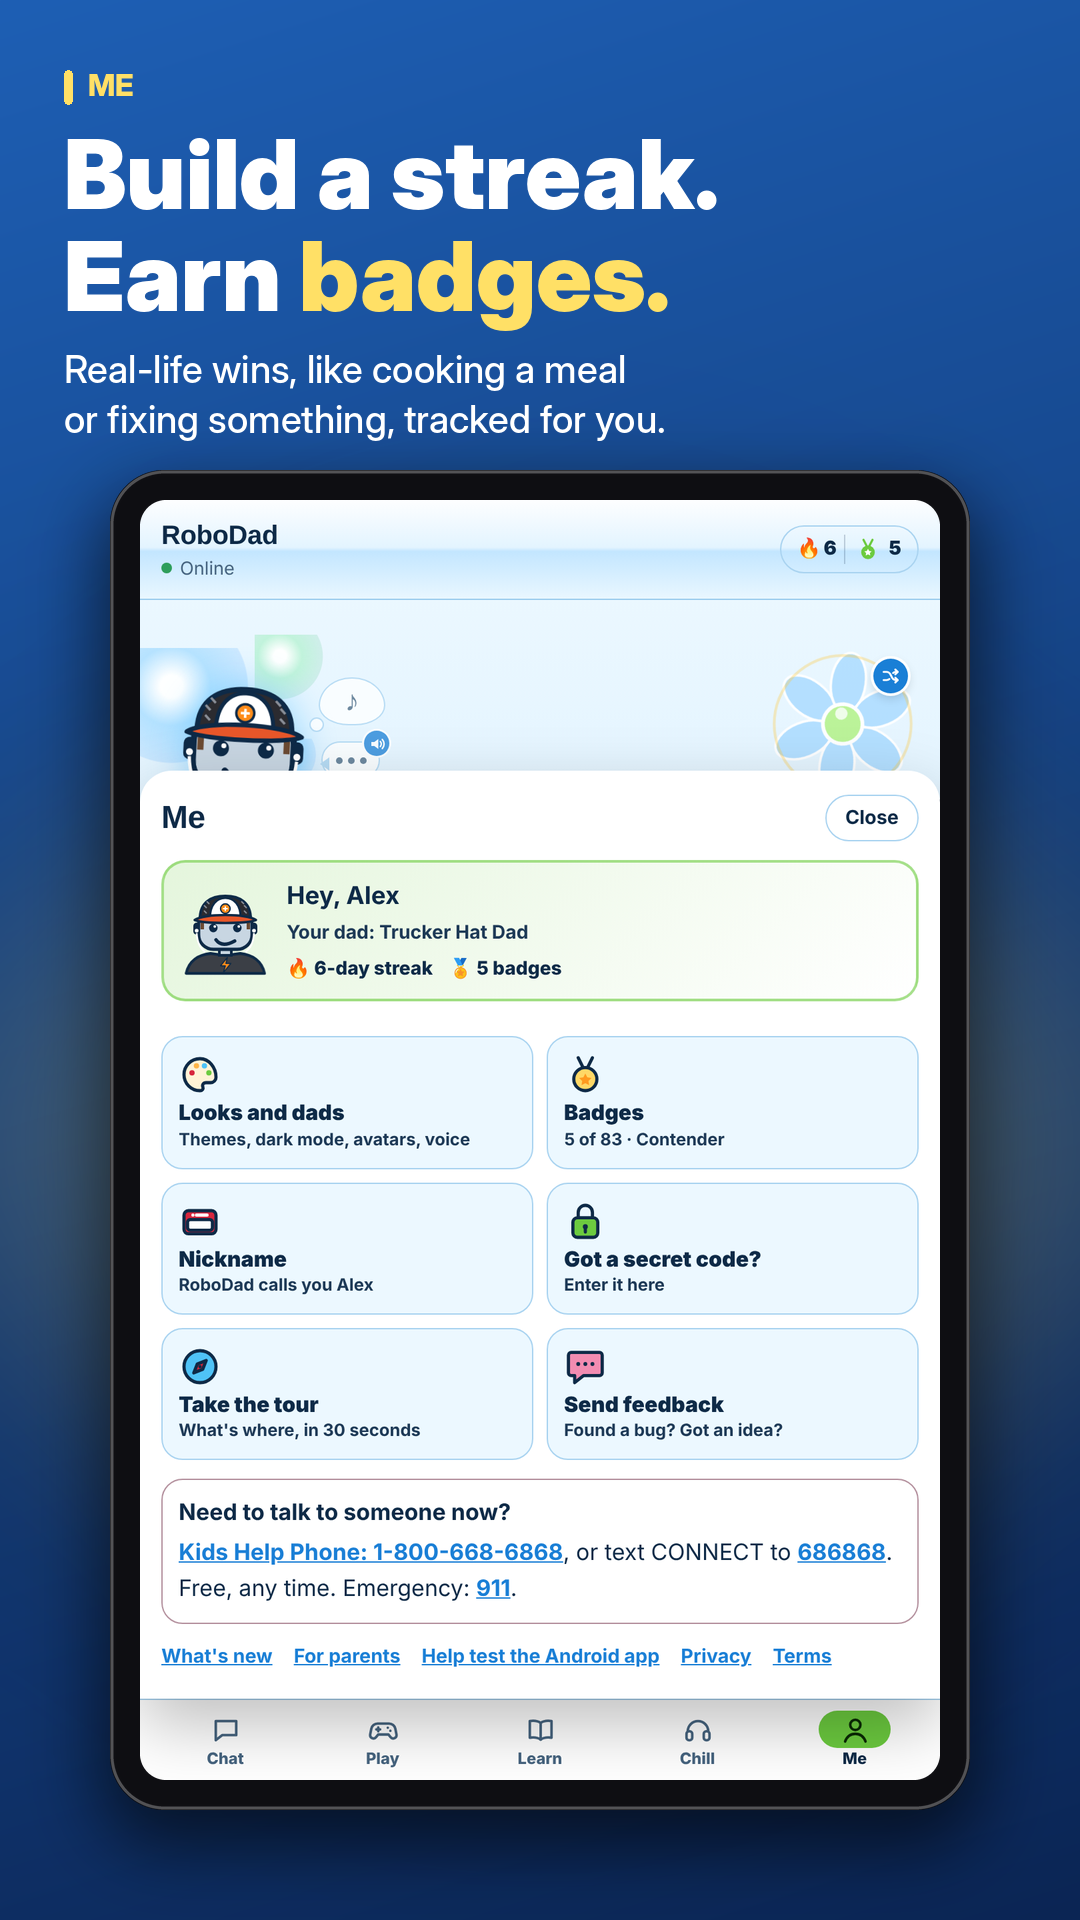 ME
Build a streak.
Earn badges.
Real-life wins, like cooking a meal
or fixing something, tracked for you.
RoboDad
Online
🔥 6 5
Me
Close
Hey, Alex
Your dad: Trucker Hat Dad
🔥 6-day streak 🏅 5 badges
Looks and dads
Themes, dark mode, avatars, voice
Badges
5 of 83 · Contender
Nickname
RoboDad calls you Alex
Got a secret code?
Enter it here
Take the tour
What's where, in 30 seconds
Send feedback
Found a bug? Got an idea?
Need to talk to someone now?
Kids Help Phone: 1-800-668-6868, or text CONNECT to 686868.
Free, any time. Emergency: 911.
What's new For parents Help test the Android app Privacy Terms
Chat Play Learn Chill Me